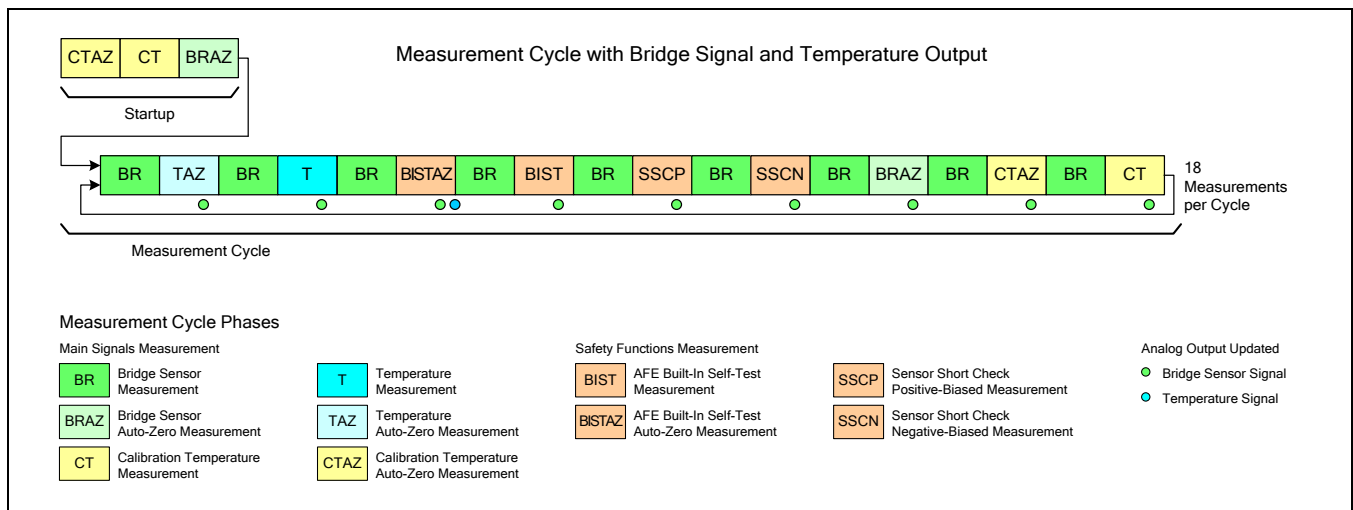 Measurement Cycle with Bridge Signal and Temperature Output
CTAZ CT BRAZ
Startup
BR TAZ BR T BR BISTAZ BR BIST BR SSCP BR SSCN BR BRAZ BR CTAZ BR CT
18
Measurements
per Cycle
Measurement Cycle
Measurement Cycle Phases
Main Signals Measurement
BR Bridge Sensor
Measurement
BRAZ Bridge Sensor
Auto-Zero Measurement
CT Calibration Temperature
Measurement
T Temperature
Measurement
TAZ Temperature
Auto-Zero Measurement
CTAZ Calibration Temperature
Auto-Zero Measurement
Safety Functions Measurement
BIST AFE Built-In Self-Test
Measurement
BISTAZ AFE Built-In Self-Test
Auto-Zero Measurement
SSCP Sensor Short Check
Positive-Biased Measurement
SSCN Sensor Short Check
Negative-Biased Measurement
Analog Output Updated
Bridge Sensor Signal
Temperature Signal